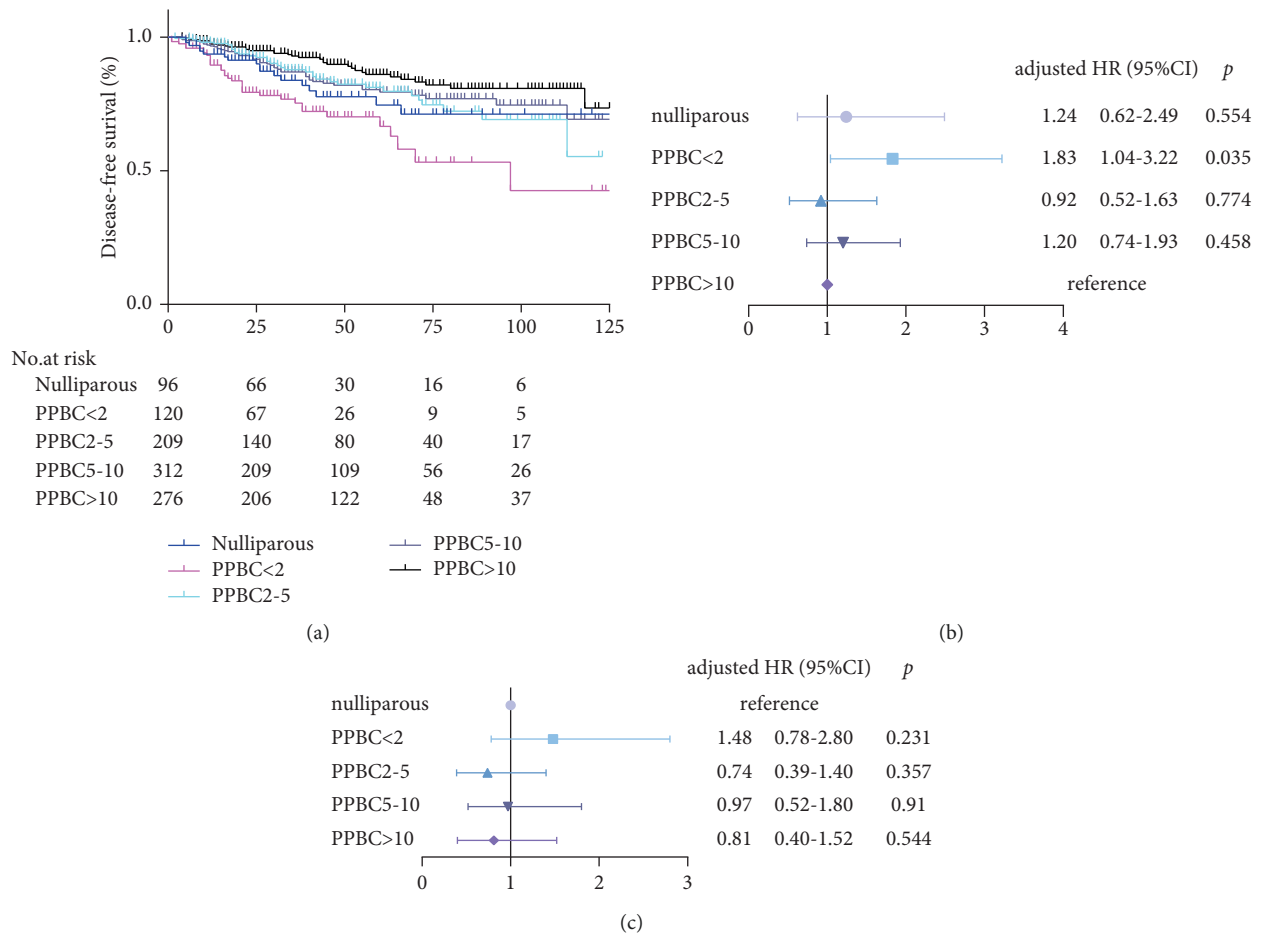 Disease-free survival (%)
1.0
0.5
0.0
0 25 50 75 100 125
No.at risk
Nulliparous 96 66 30 16 6
PPBC<2 120 67 26 9 5
PPBC2-5 209 140 80 40 17
PPBC5-10 312 209 109 56 26
PPBC>10 276 206 122 48 37
Nulliparous PPBC5-10
PPBC<2 PPBC>10
PPBC2-5
(a)
adjusted HR (95%CI) p
nulliparous 1.24 0.62-2.49 0.554
PPBC<2 1.83 1.04-3.22 0.035
PPBC2-5 0.92 0.52-1.63 0.774
PPBC5-10 1.20 0.74-1.93 0.458
PPBC>10 reference
0 1 2 3 4
(b)
adjusted HR (95%CI) p
nulliparous reference
PPBC<2 1.48 0.78-2.80 0.231
PPBC2-5 0.74 0.39-1.40 0.357
PPBC5-10 0.97 0.52-1.80 0.91
PPBC>10 0.81 0.40-1.52 0.544
0 1 2 3
(c)